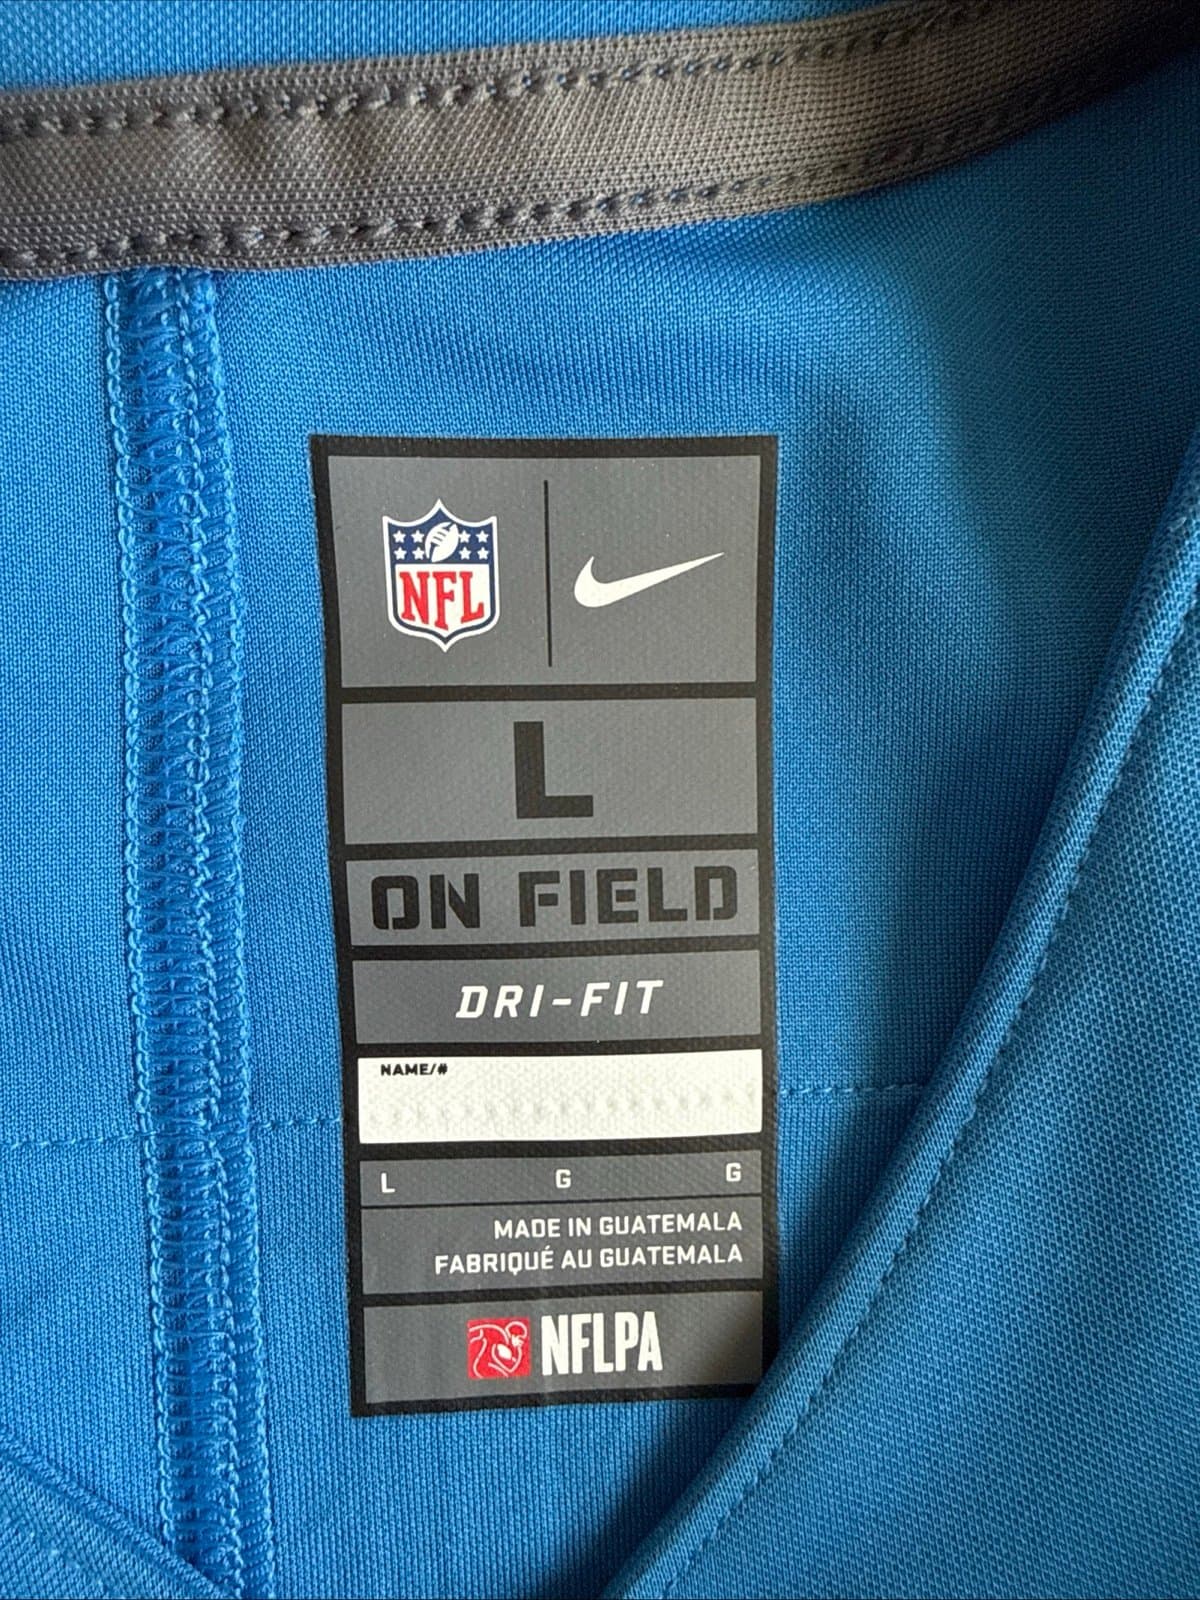 NFL
L
ON FIELD
DRI-FIT
NAME/#
L G G
MADE IN GUATEMALA
FABRIQUÉ AU GUATEMALA
NFLPA